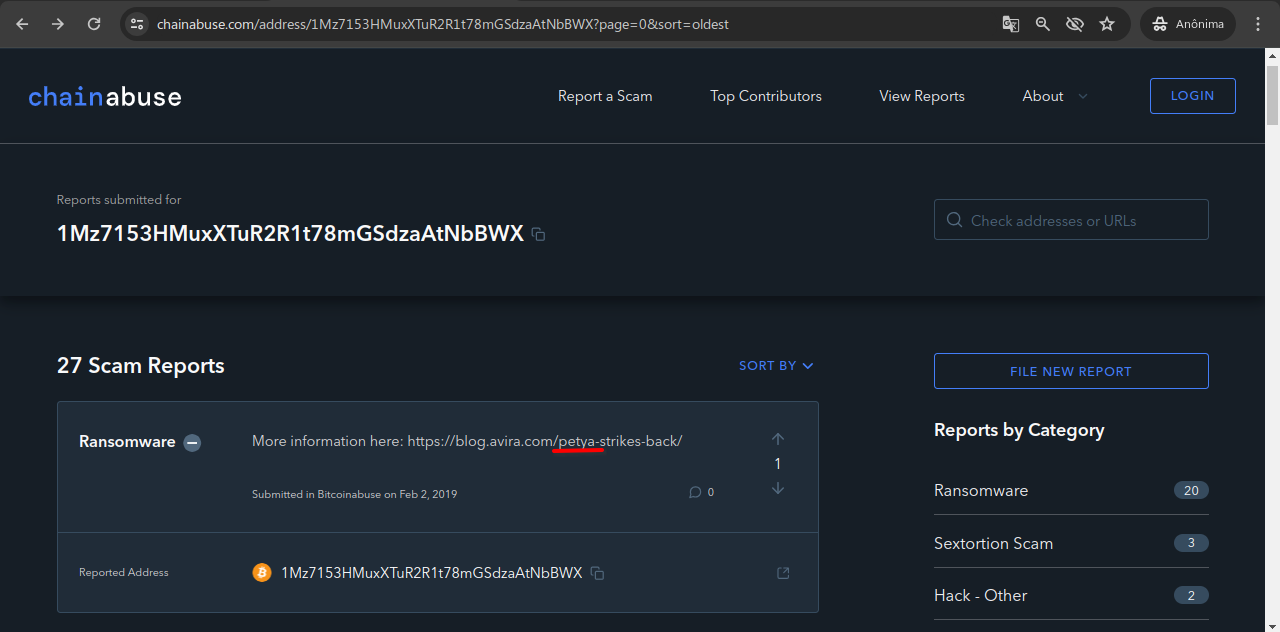 chainabuse.com/address/1Mz7153HMuxXTuR2R1t78mGSdzaAtNbBWX?page=0&sort=oldest
Anônima
chainabuse
Report a Scam
Top Contributors
View Reports
About
LOGIN
Reports submitted for
1Mz7153HMuxXTuR2R1t78mGSdzaAtNbBWX
Check addresses or URLs
27 Scam Reports
SORT BY
FILE NEW REPORT
Ransomware
More information here: https://blog.avira.com/petya-strikes-back/
1
Submitted in Bitcoinabuse on Feb 2, 2019
0
Reported Address
1Mz7153HMuxXTuR2R1t78mGSdzaAtNbBWX
Reports by Category
Ransomware 20
Sextortion Scam 3
Hack - Other 2